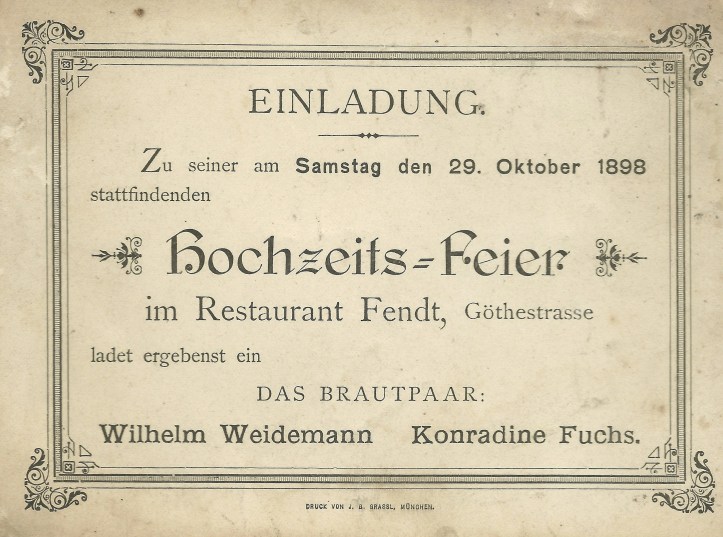 EINLADUNG.
Zu seiner am Samstag den 29. Oktober 1898
stattfindenden
Hochzeits-Feier
im Restaurant Fendt, Göthestrasse
ladet ergebenst ein
DAS BRAUTPAAR:
Wilhelm Weidemann Konradine Fuchs.
DRUCK VON J. B. GRASSL, MÜNCHEN.